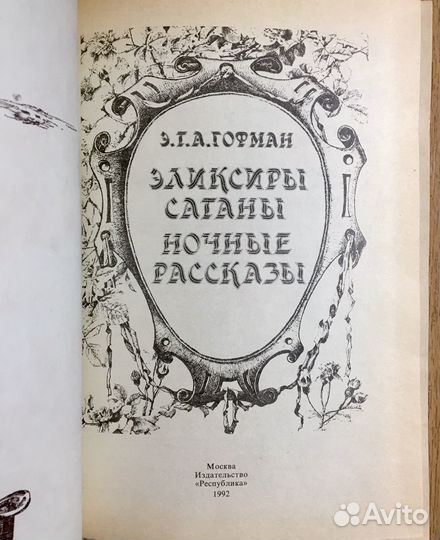 Э.Т.А.ГОФМАН
ЭЛИКСИРЫ
САТАНЫ
НОЧНЫЕ
РАССКАЗЫ
Москва
Издательство
«Республика»
1992
Avito